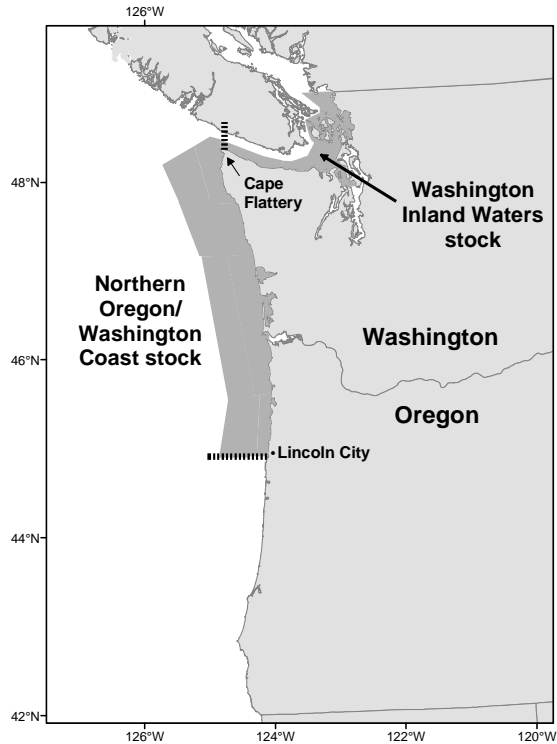 126°W
48°N
Cape
Flattery
Washington
Inland Waters
stock
Northern
Oregon/
Washington
Coast stock
Washington
46°N
Oregon
Lincoln City
44°N
42°N
126°W
124°W
122°W
120°W